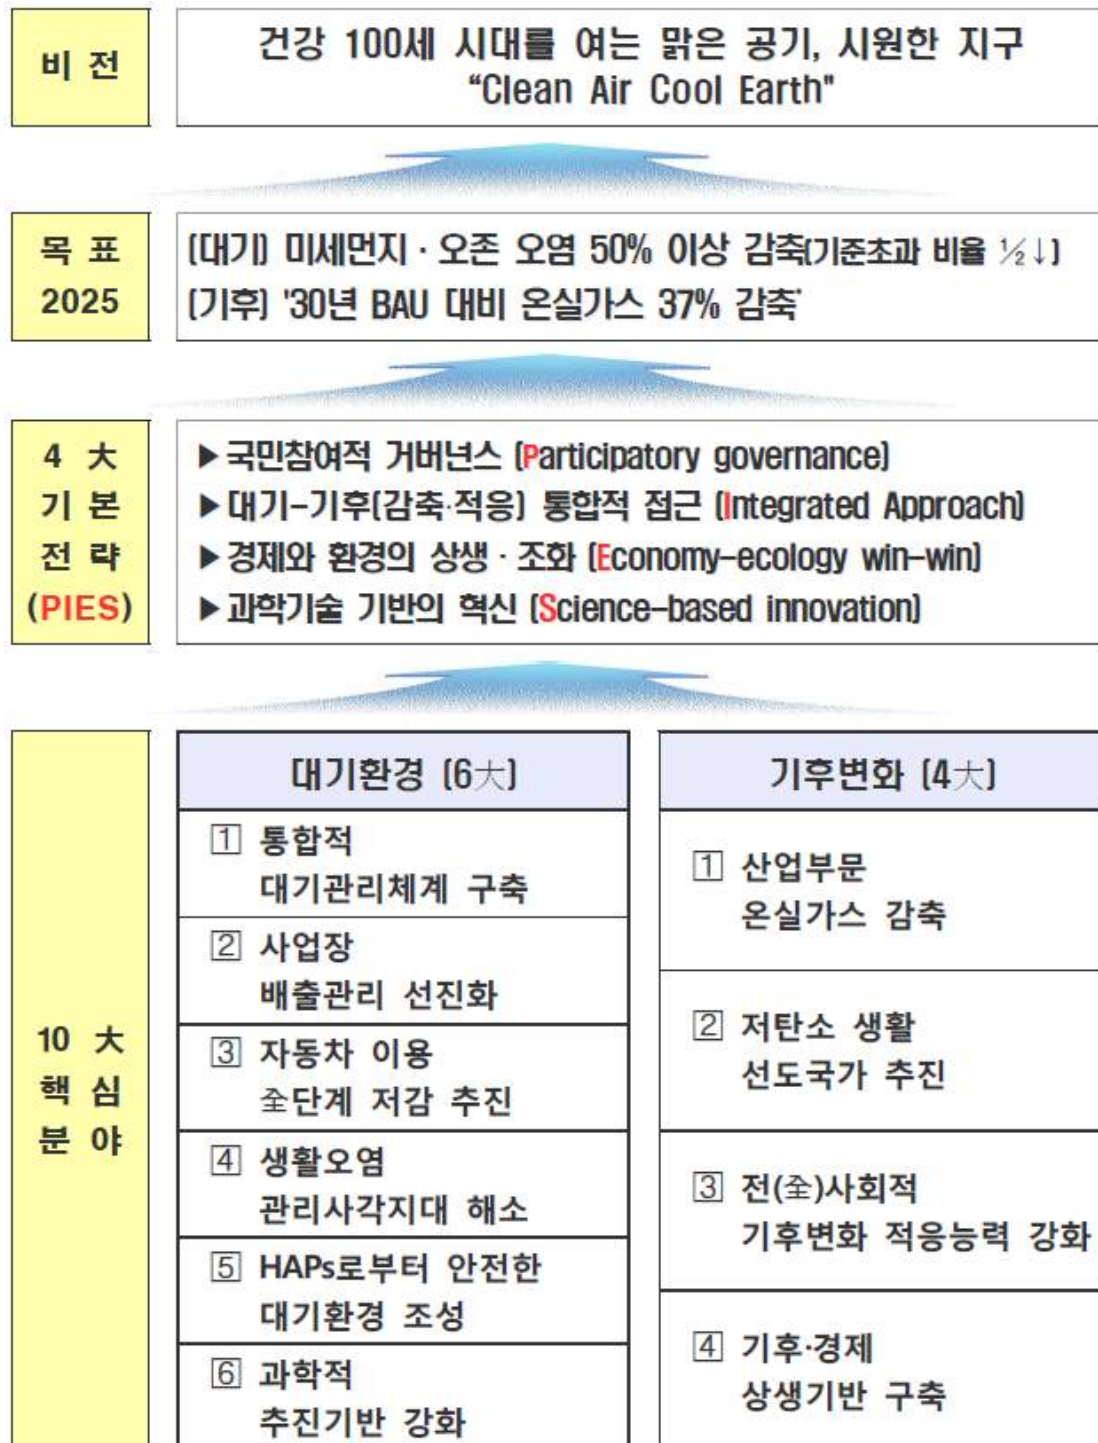 비 전
건강 100세 시대를 여는 맑은 공기, 시원한 지구
“Clean Air Cool Earth"
목 표
2025
(대기) 미세먼지 · 오존 오염 50% 이상 감축(기준초과 비율 ½↓)
(기후) '30년 BAU 대비 온실가스 37% 감축*
4 大
기 본
전 략
(PIES)
▶국민참여적 거버넌스 (Participatory governance)
▶대기-기후(감축·적응) 통합적 접근 (Integrated Approach)
▶경제와 환경의 상생 · 조화 (Economy-ecology win-win)
▶과학기술 기반의 혁신 (Science-based innovation)
10 大
핵 심
분 야
대기환경 (6大)
1 통합적
대기관리체계 구축
2 사업장
배출관리 선진화
3 자동차 이용
全단계 저감 추진
4 생활오염
관리사각지대 해소
5 HAPs로부터 안전한
대기환경 조성
6 과학적
추진기반 강화
기후변화 (4大)
1 산업부문
온실가스 감축
2 저탄소 생활
선도국가 추진
3 전(全)사회적
기후변화 적응능력 강화
4 기후·경제
상생기반 구축